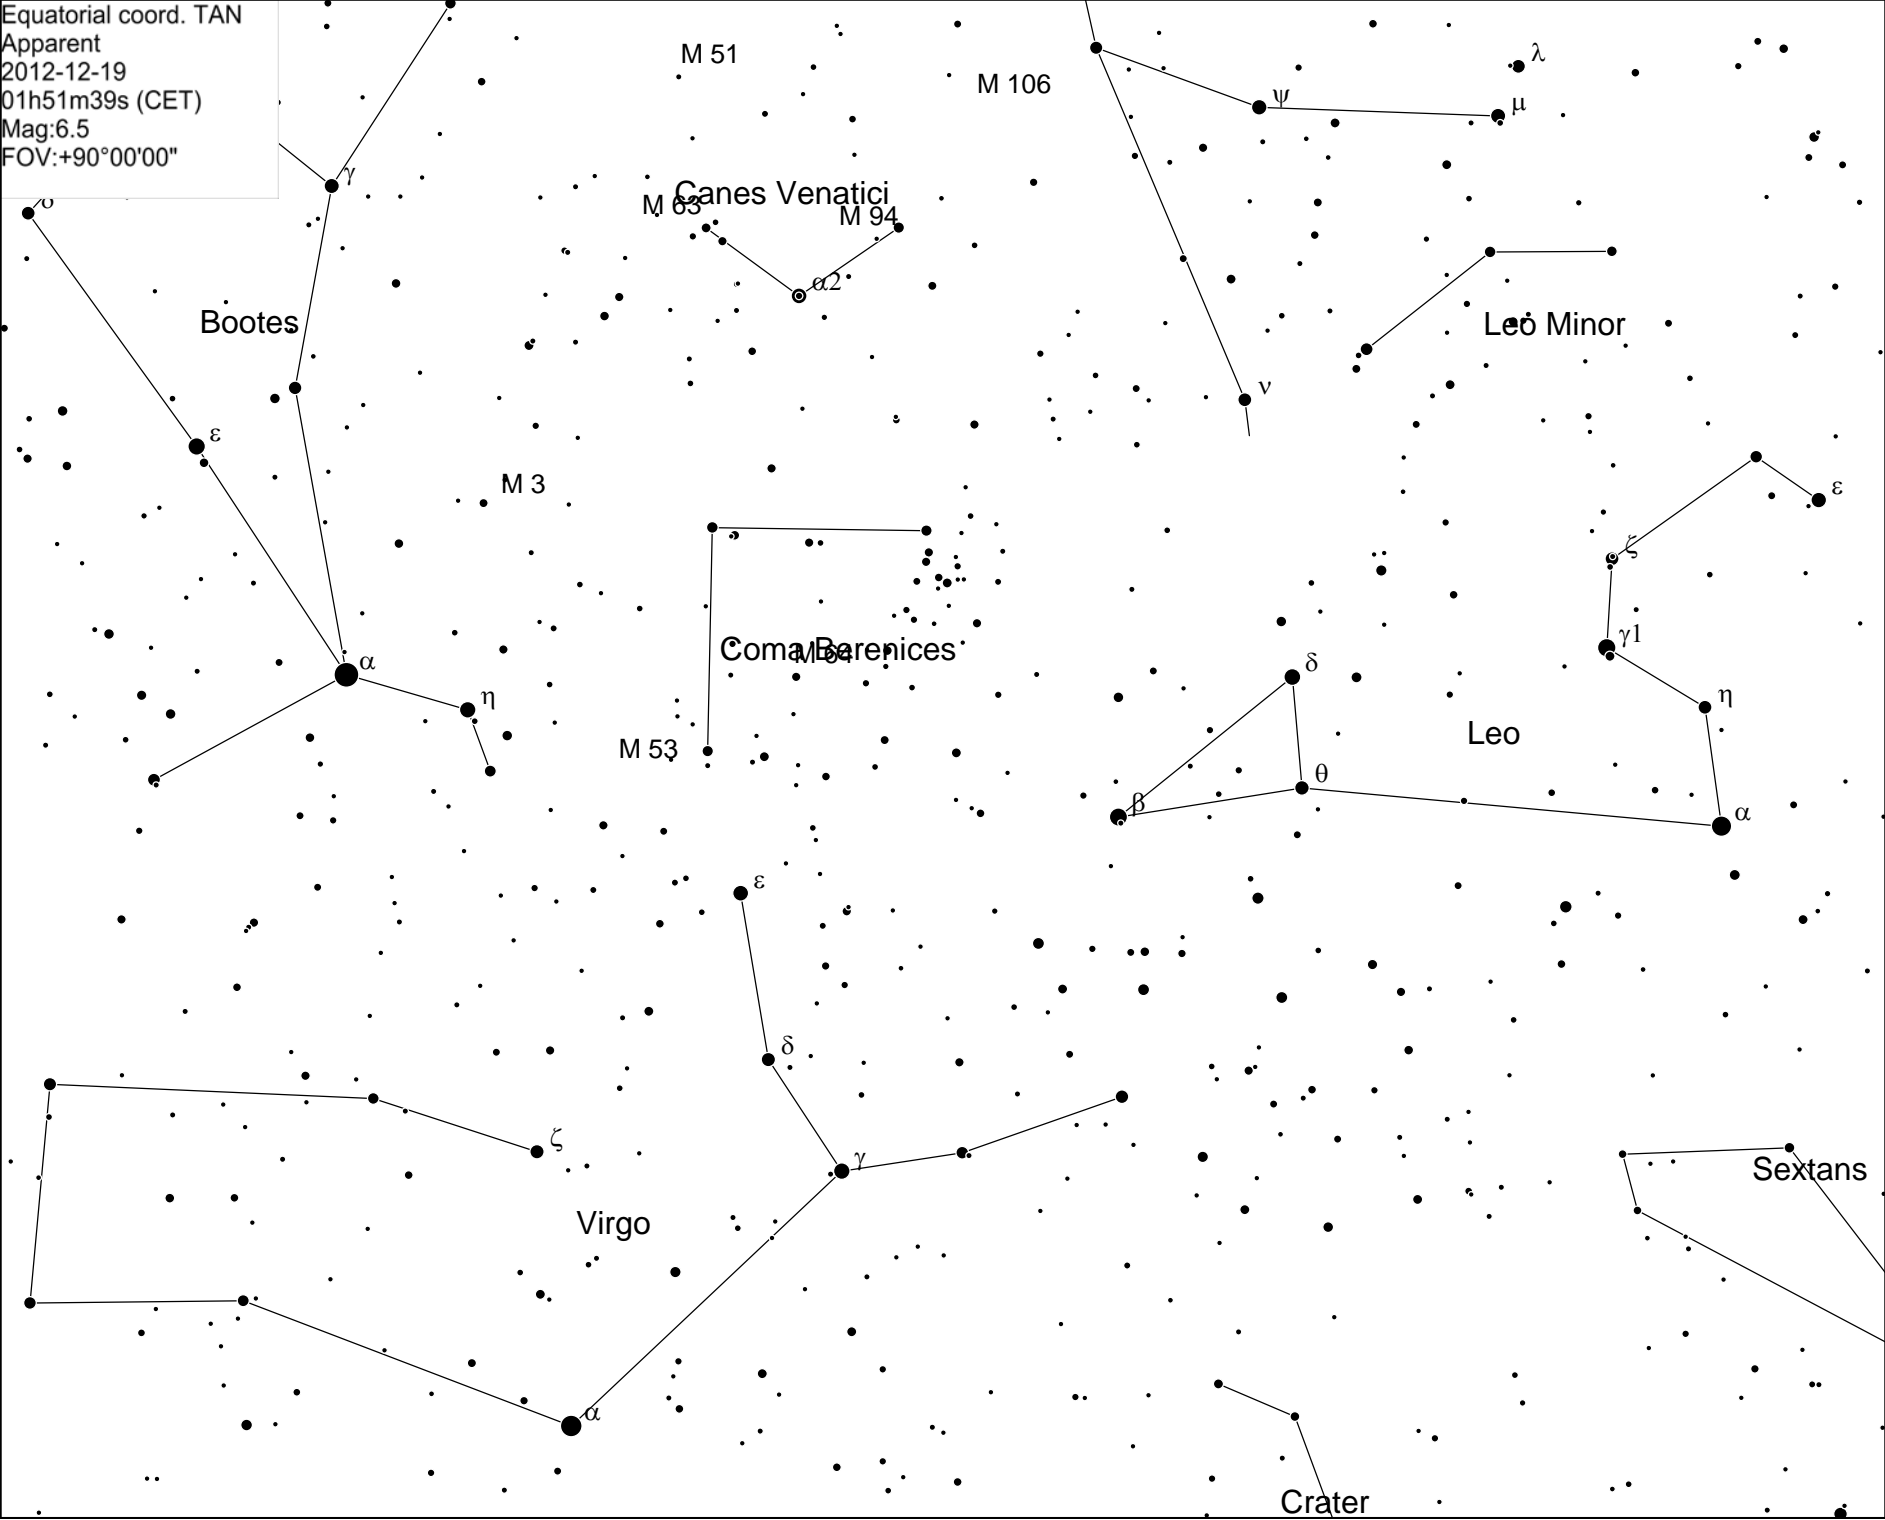 Equatorial coord. TAN
Apparent
2012-12-19
01h51m39s (CET)
Mag:6.5
FOV:+90°00'00"
M 51
M 106
λ
ψ
μ
γ
δ
Canes Venatici
M 63
M 94
α2
Bootes
Leo Minor
ν
ε
M 3
ε
ζ
γ1
Coma Berenices
M 64
α
δ
η
η
Leo
M 53
θ
β
α
ε
δ
ζ
γ
Sextans
Virgo
α
Crater